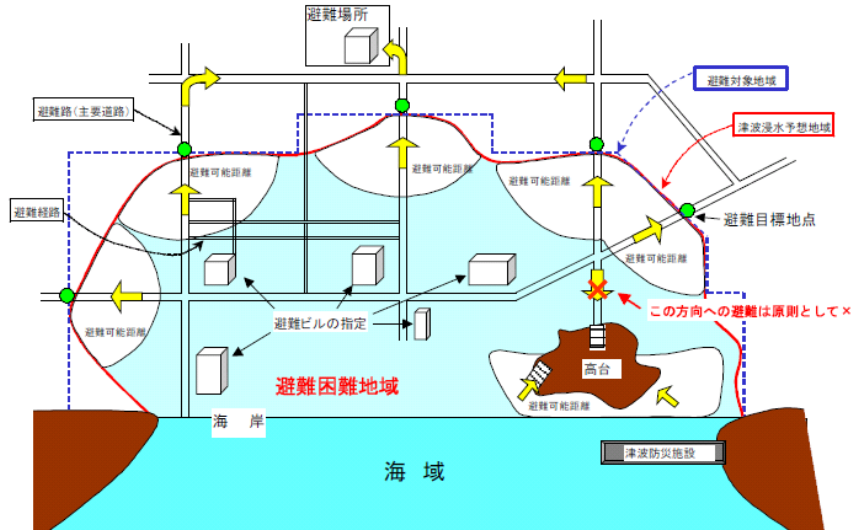 避難場所
避難対象地域
避難路(主要道路)
津波浸水予想地域
避難可能距離
避難可能距離
避難可能距離
避難経路
避難目標地点
避難可能距離
避難可能距離
この方向への避難は原則として×
避難ビルの指定
高台
避難困難地域
避難可能距離
海 岸
津波防災施設
海 域